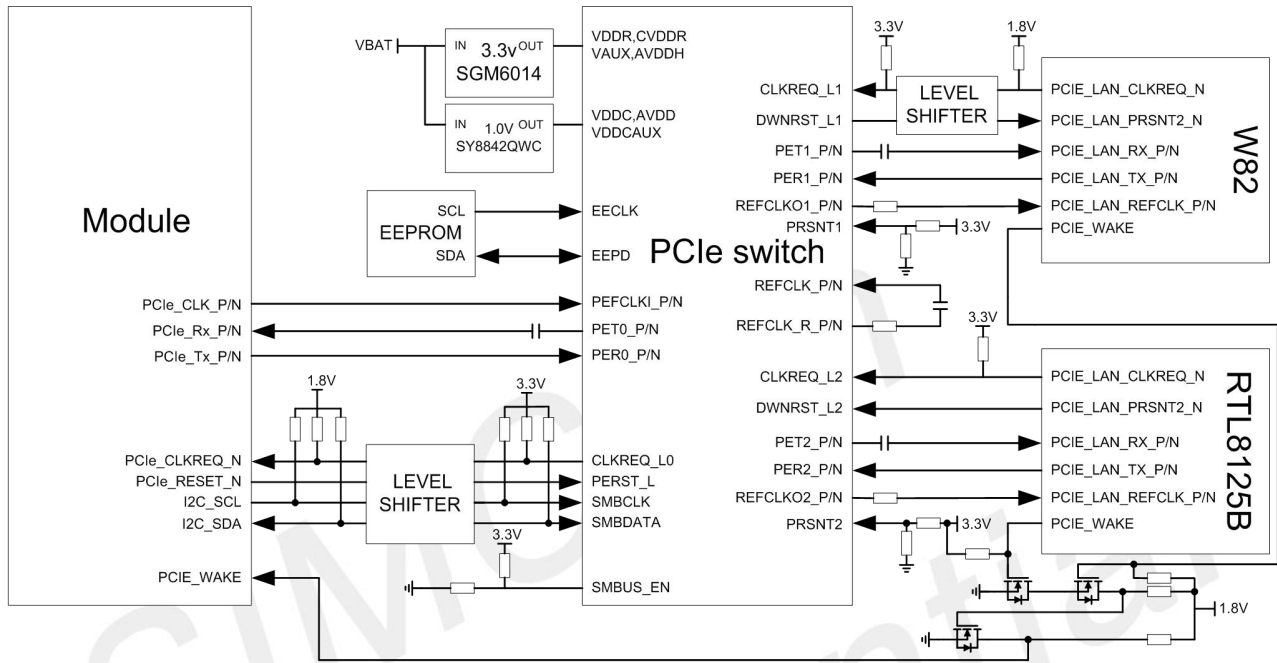 Module
PCIe_CLK_P/N
PCIe_Rx_P/N
PCIe_Tx_P/N
PCIe_CLKREQ_N
PCIe_RESET_N
I2C_SCL
I2C_SDA
PCIE_WAKE
VBAT
IN 3.3v OUT
SGM6014
IN 1.0V OUT
SY8842QWC
SCL
EEPROM
SDA
1.8V
3.3V
LEVEL
SHIFTER
3.3V
VDDR,CVDDR
VAUX,AVDDH
VDDC,AVDD
VDDCAUX
EECLK
EEPD
PCIe switch
PEFCLKI_P/N
PET0_P/N
PER0_P/N
CLKREQ_L0
PERST_L
SMBCLK
SMBDATA
SMBUS_EN
CLKREQ_L1
DWNRST_L1
PET1_P/N
PER1_P/N
REFCLKO1_P/N
PRSNT1
REFCLK_P/N
REFCLK_R_P/N
CLKREQ_L2
DWNRST_L2
PET2_P/N
PER2_P/N
REFCLKO2_P/N
PRSNT2
3.3V
1.8V
LEVEL
SHIFTER
3.3V
3.3V
3.3V
1.8V
PCIE_LAN_CLKREQ_N
PCIE_LAN_PRSNT2_N
PCIE_LAN_RX_P/N
PCIE_LAN_TX_P/N
PCIE_LAN_REFCLK_P/N
PCIE_WAKE
W82
PCIE_LAN_CLKREQ_N
PCIE_LAN_PRSNT2_N
PCIE_LAN_RX_P/N
PCIE_LAN_TX_P/N
PCIE_LAN_REFCLK_P/N
PCIE_WAKE
RTL8125B